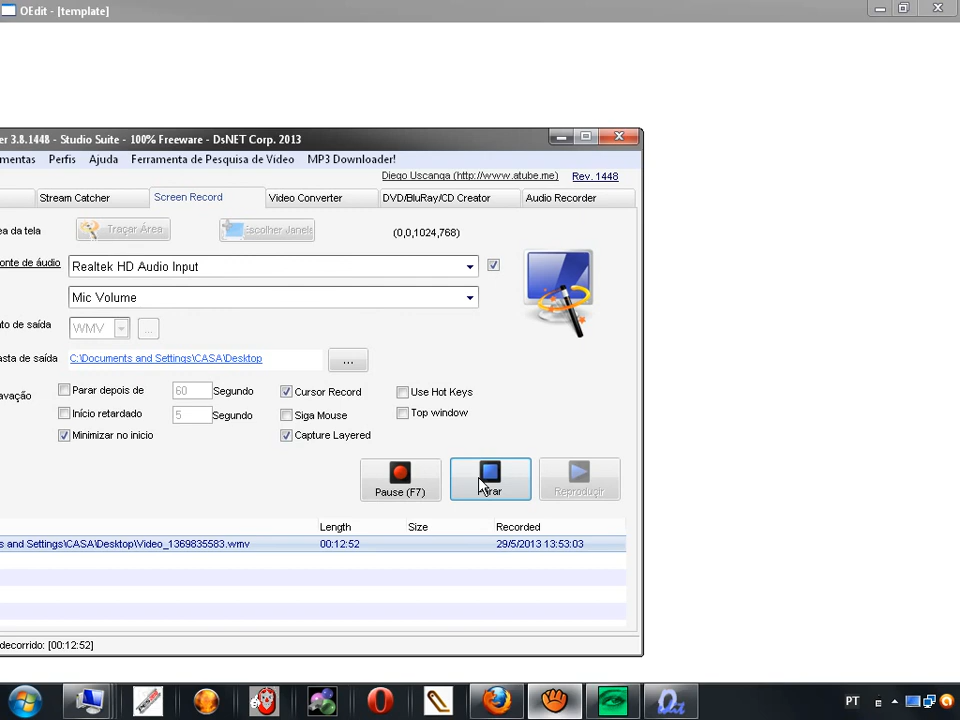 OEdit - [template]
er 3.8.1448 - Studio Suite - 100% Freeware - DsNET Corp. 2013
mentas Perfis Ajuda Ferramenta de Pesquisa de Vídeo MP3 Downloader!
Diego Uscanga (http://www.atube.me) Rev. 1448
Stream Catcher Screen Record Video Converter DVD/BluRay/CD Creator Audio Recorder
ea da tela Traçar Área Escolher Janela (0,0,1024,768)
onte de áudio Realtek HD Audio Input
Mic Volume
to de saída WMV ...
asta de saída C:\Documents and Settings\CASA\Desktop ...
avação Parar depois de 60 Segundo Cursor Record Use Hot Keys
Início retardado 5 Segundo Siga Mouse Top window
Minimizar no inicio Capture Layered
Pause (F7) Parar Reproduzir
Length Size Recorded
s and Settings\CASA\Desktop\Video_1369835583.wmv 00:12:52 29/5/2013 13:53:03
decorrido: [00:12:52]
PT